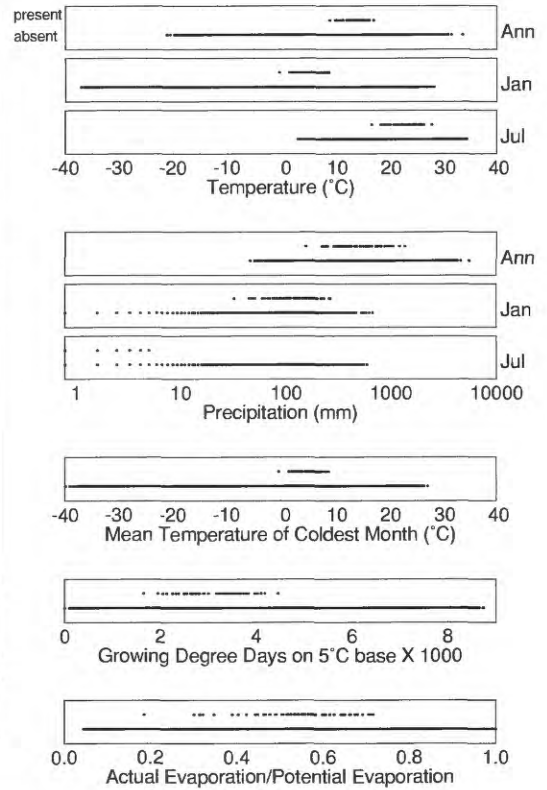 present
absent
Ann
Jan
Jul
-40 -30 -20 -10 0 10 20 30 40
Temperature (˚C)
Ann
Jan
Jul
1 10 100 1000 10000
Precipitation (mm)
-40 -30 -20 -10 0 10 20 30 40
Mean Temperature of Coldest Month (˚C)
0 2 4 6 8
Growing Degree Days on 5˚C base X 1000
0.0 0.2 0.4 0.6 0.8 1.0
Actual Evaporation/Potential Evaporation